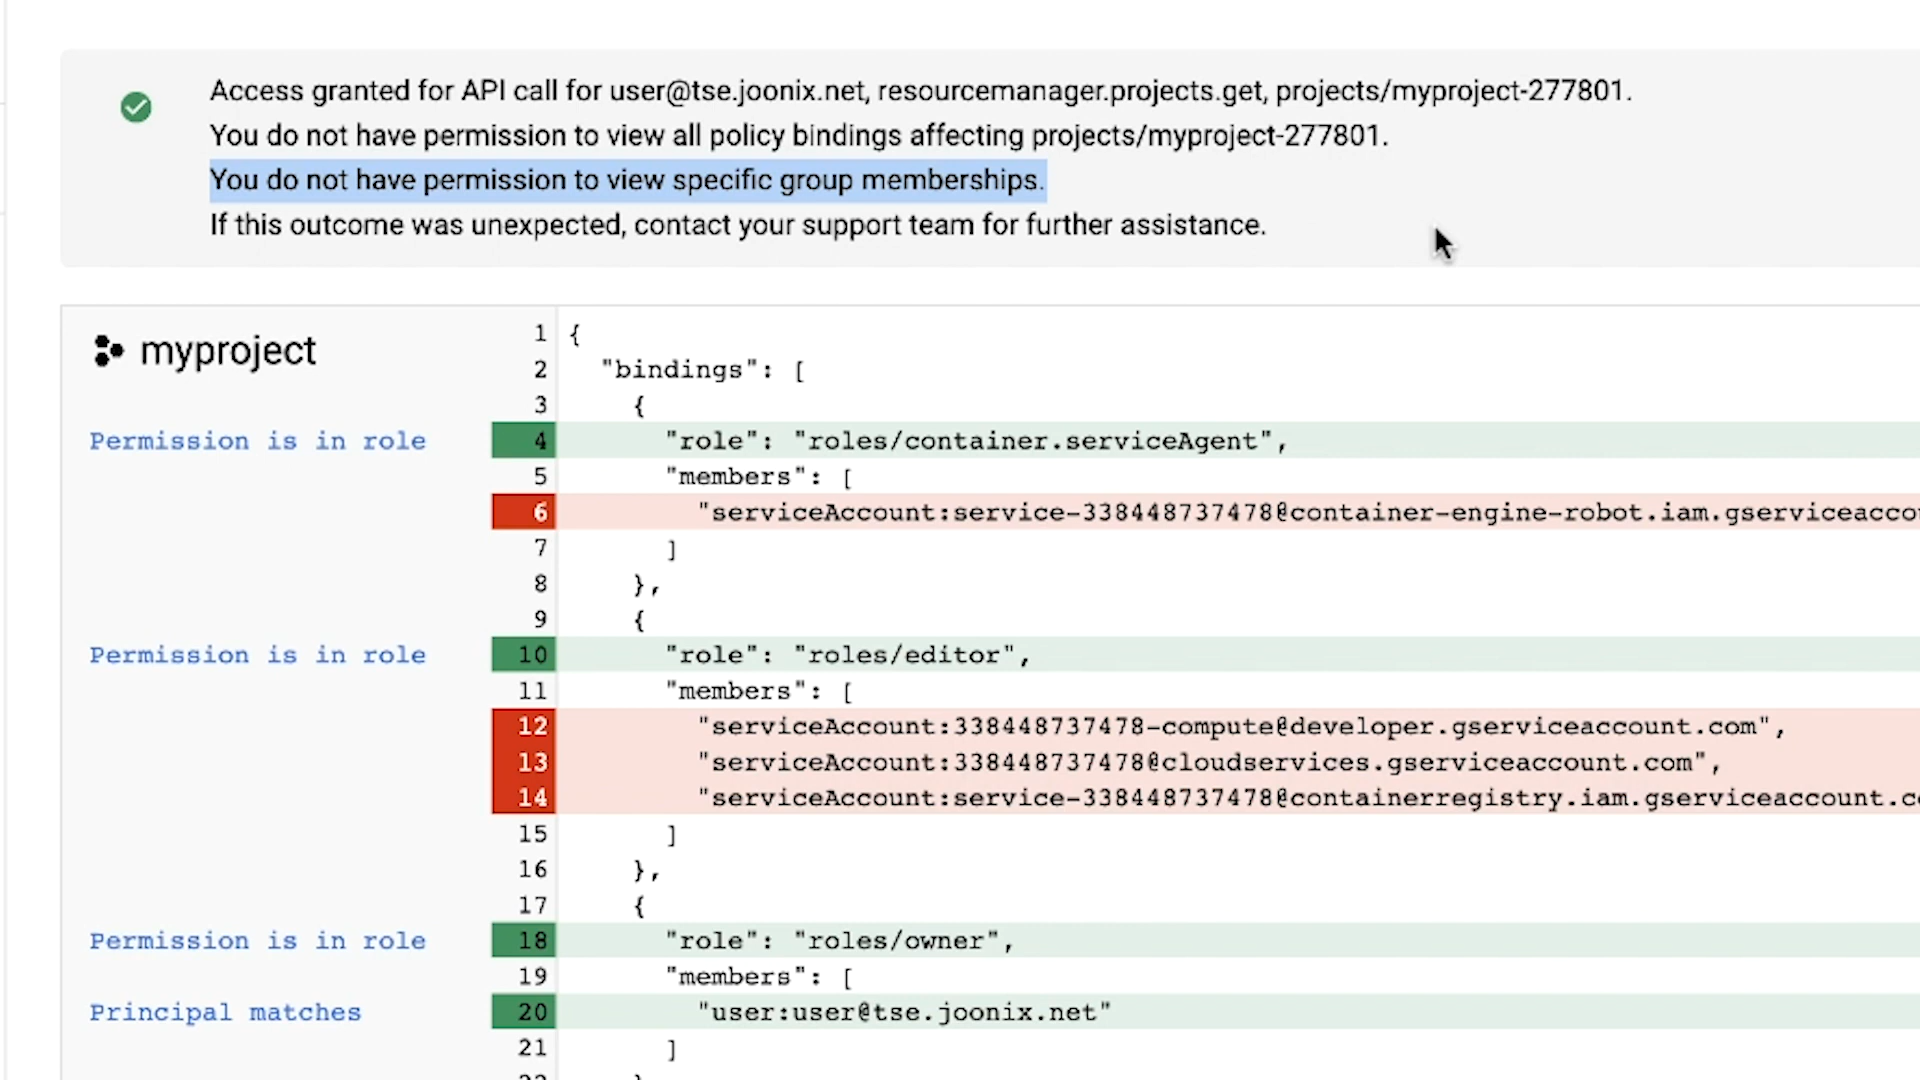 Access granted for API call for user@tse.joonix.net, resourcemanager.projects.get, projects/myproject-277801.
You do not have permission to view all policy bindings affecting projects/myproject-277801.
You do not have permission to view specific group memberships.
If this outcome was unexpected, contact your support team for further assistance.
myproject
1 {
2 "bindings": [
3 {
Permission is in role 4 "role": "roles/container.serviceAgent",
5 "members": [
6 "serviceAccount:service-338448737478@container-engine-robot.iam.gserviceaccou
7 ]
8 },
9 {
Permission is in role 10 "role": "roles/editor",
11 "members": [
12 "serviceAccount:338448737478-compute@developer.gserviceaccount.com",
13 "serviceAccount:338448737478@cloudservices.gserviceaccount.com",
14 "serviceAccount:service-338448737478@containerregistry.iam.gserviceaccount.co
15 ]
16 },
17 {
Permission is in role 18 "role": "roles/owner",
19 "members": [
Principal matches 20 "user:user@tse.joonix.net"
21 ]